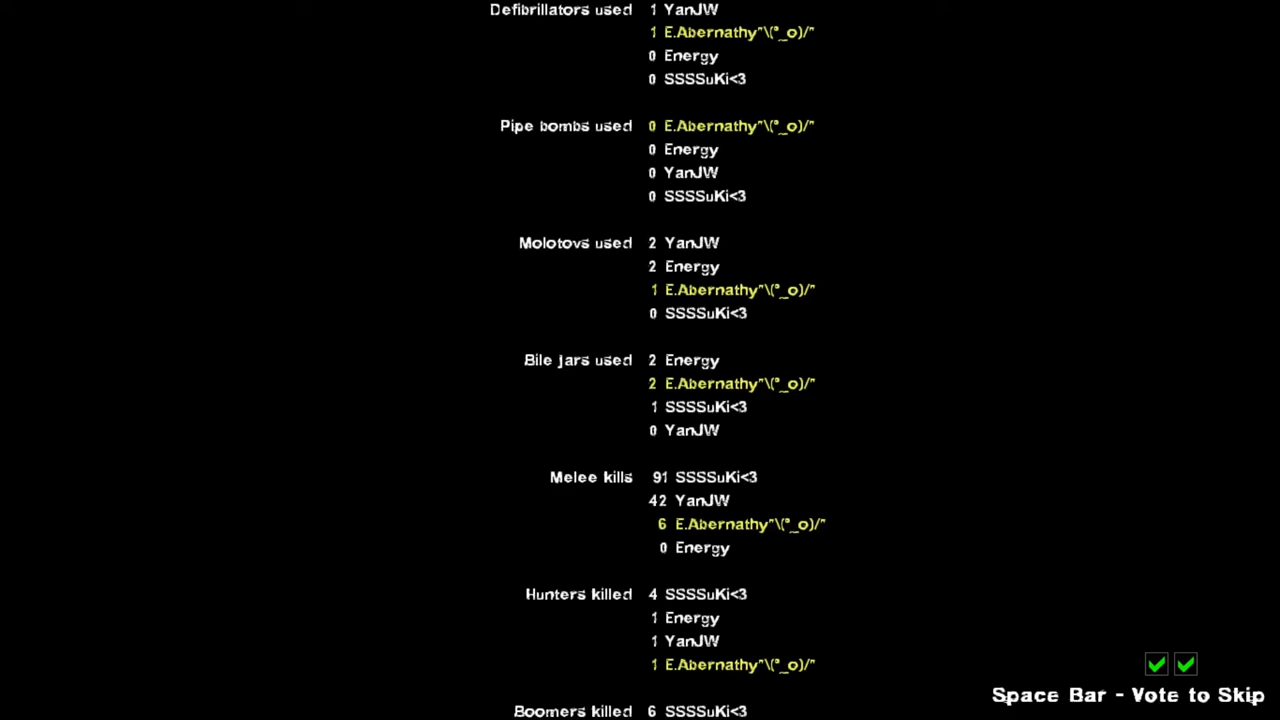 Defibrillators used 1 YanJW
1 E.Abernathy"\(°_o)/"
0 Energy
0 SSSSuKi<3
Pipe bombs used 0 E.Abernathy"\(°_o)/"
0 Energy
0 YanJW
0 SSSSuKi<3
Molotovs used 2 YanJW
2 Energy
1 E.Abernathy"\(°_o)/"
0 SSSSuKi<3
Bile jars used 2 Energy
2 E.Abernathy"\(°_o)/"
1 SSSSuKi<3
0 YanJW
Melee kills 91 SSSSuKi<3
42 YanJW
6 E.Abernathy"\(°_o)/"
0 Energy
Hunters killed 4 SSSSuKi<3
1 Energy
1 YanJW
1 E.Abernathy"\(°_o)/"
Boomers killed 6 SSSSuKi<3
Space Bar - Vote to Skip